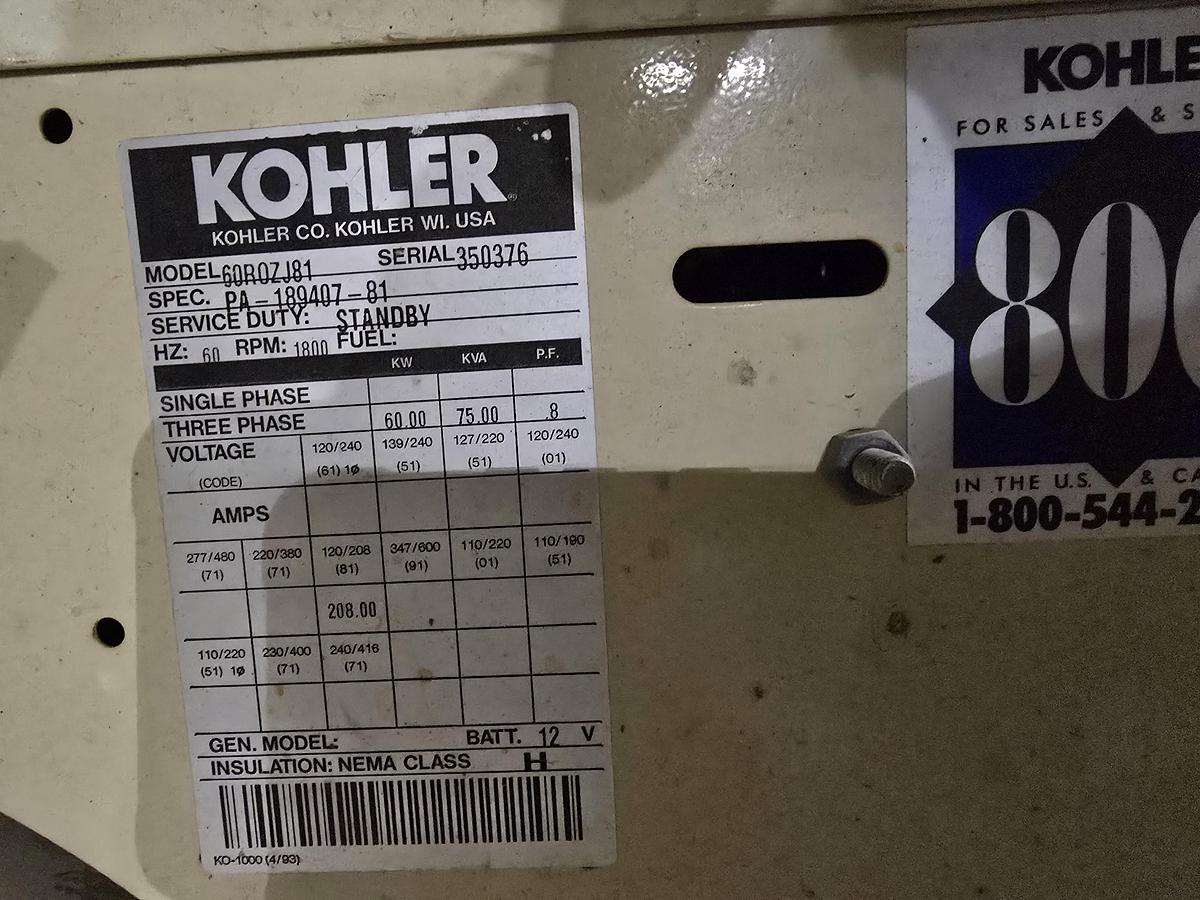 KOHLER®
KOHLER CO. KOHLER WI. USA
MODEL 60ROZJ81 SERIAL 350376
SPEC. PA-189407-81
SERVICE DUTY: STANDBY
HZ: 60 RPM: 1800 FUEL:
KW KVA P.F.
SINGLE PHASE
THREE PHASE 60.00 75.00 .8
VOLTAGE 120/240 139/240 127/220 120/240
(CODE) (61) 1Ø (51) (51) (01)
AMPS
277/480 220/380 120/208 347/600 110/220 110/190
(71) (71) (81) (91) (01) (51)
208.00
110/220 230/400 240/416
(51) 1Ø (71) (71)
GEN. MODEL: BATT. 12 V
INSULATION: NEMA CLASS H
KO-1000 (4/93)
KOHLE
FOR SALES & S
800
IN THE U.S. & CA
1-800-544-2